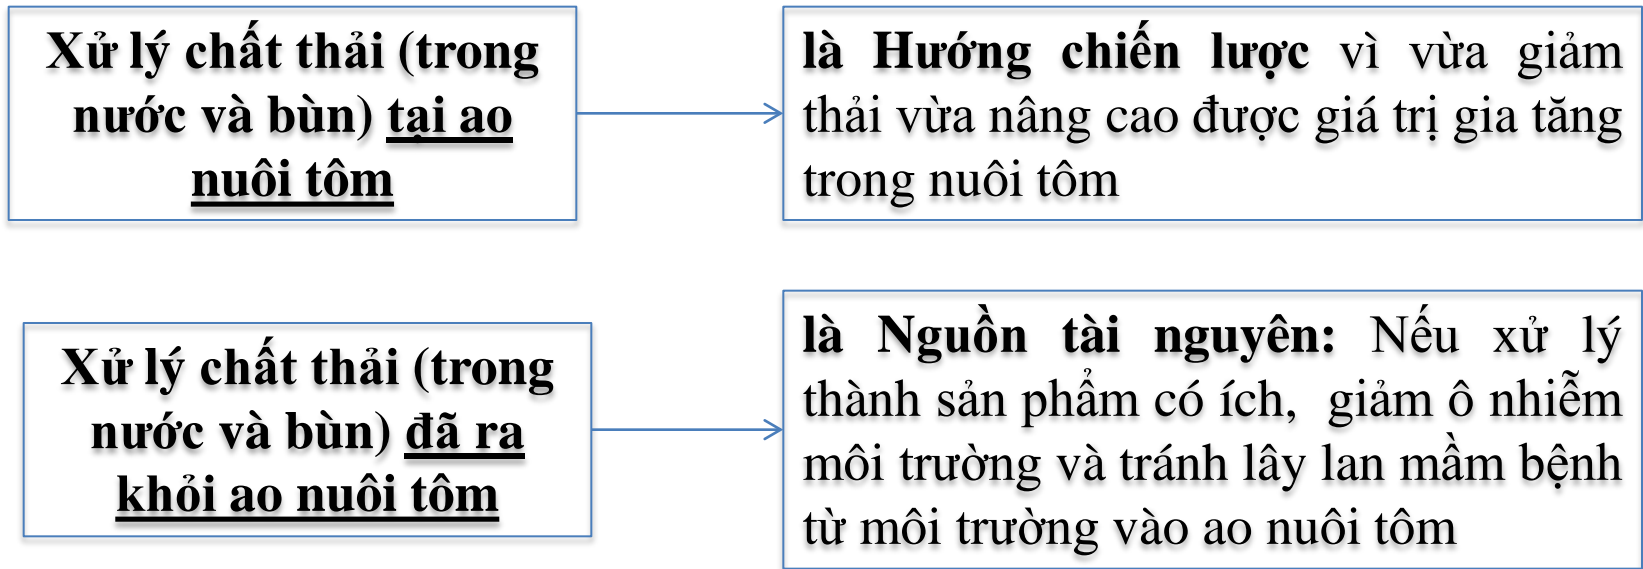 Xử lý chất thải (trong
nước và bùn) tại ao
nuôi tôm
là Hướng chiến lược vì vừa giảm
thải vừa nâng cao được giá trị gia tăng
trong nuôi tôm
Xử lý chất thải (trong
nước và bùn) đã ra
khỏi ao nuôi tôm
là Nguồn tài nguyên: Nếu xử lý
thành sản phẩm có ích, giảm ô nhiễm
môi trường và tránh lây lan mầm bệnh
từ môi trường vào ao nuôi tôm